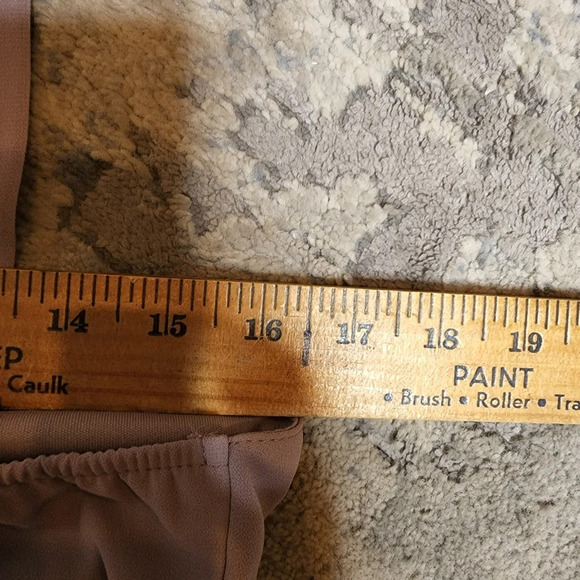 14 15 16 17 18 19
EP PAINT
Caulk • Brush • Roller • Tra